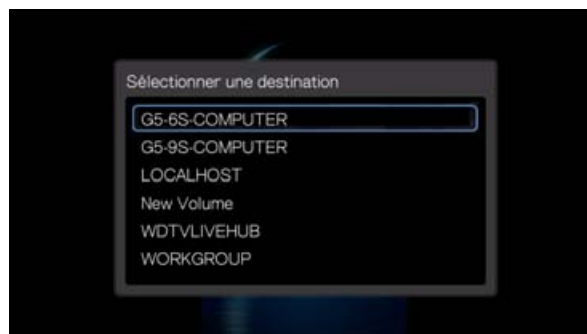 Sélectionner une destination
G5-6S-COMPUTER
G5-9S-COMPUTER
LOCALHOST
New Volume
WDTVLIVEHUB
WORKGROUP